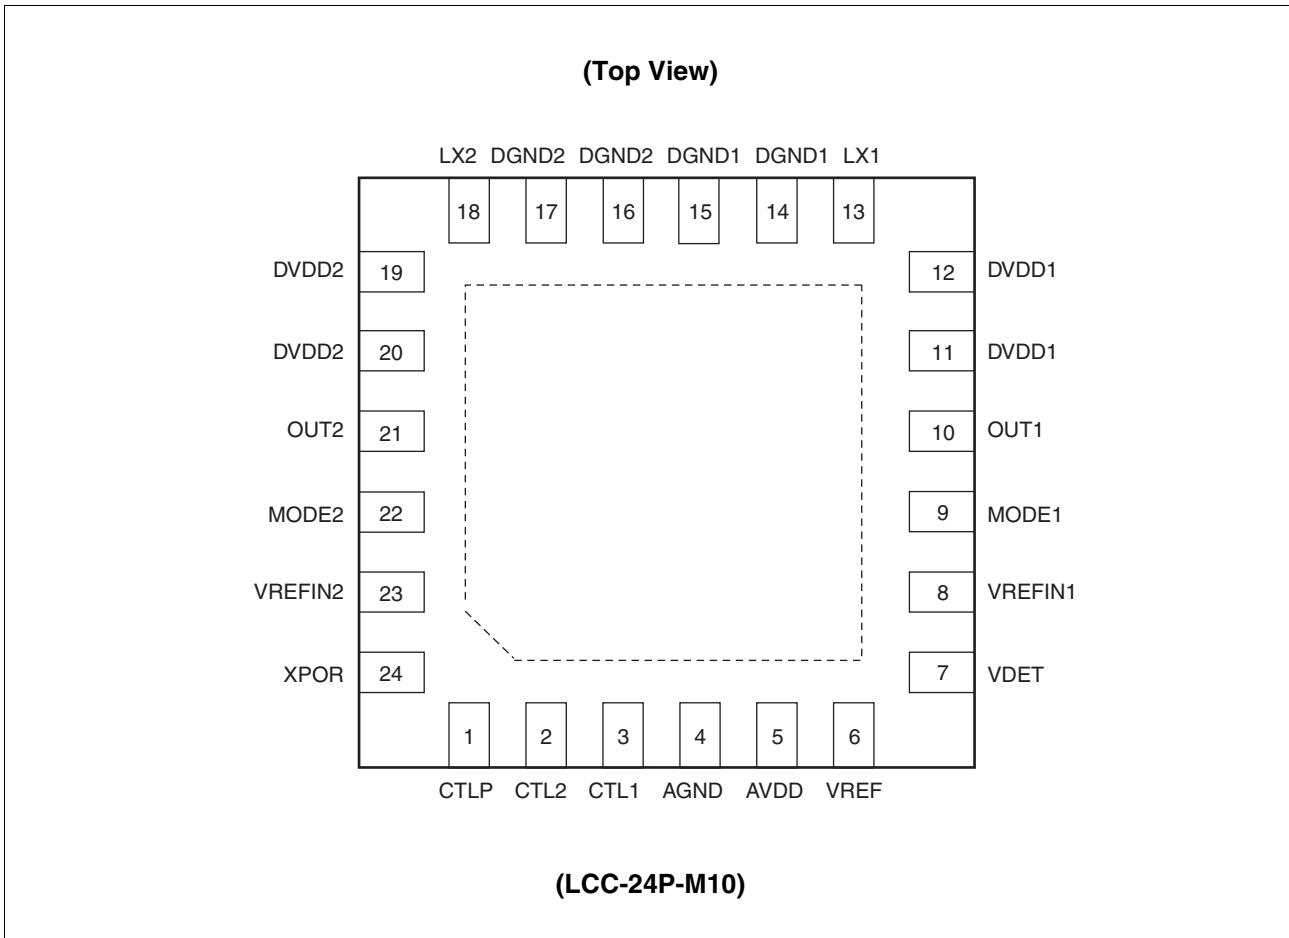 (Top View)
LX2 DGND2 DGND2 DGND1 DGND1 LX1
18 17 16 15 14 13
DVDD2 19 12 DVDD1
DVDD2 20 11 DVDD1
OUT2 21 10 OUT1
MODE2 22 9 MODE1
VREFIN2 23 8 VREFIN1
XPOR 24 7 VDET
1 2 3 4 5 6
CTLP CTL2 CTL1 AGND AVDD VREF
(LCC-24P-M10)